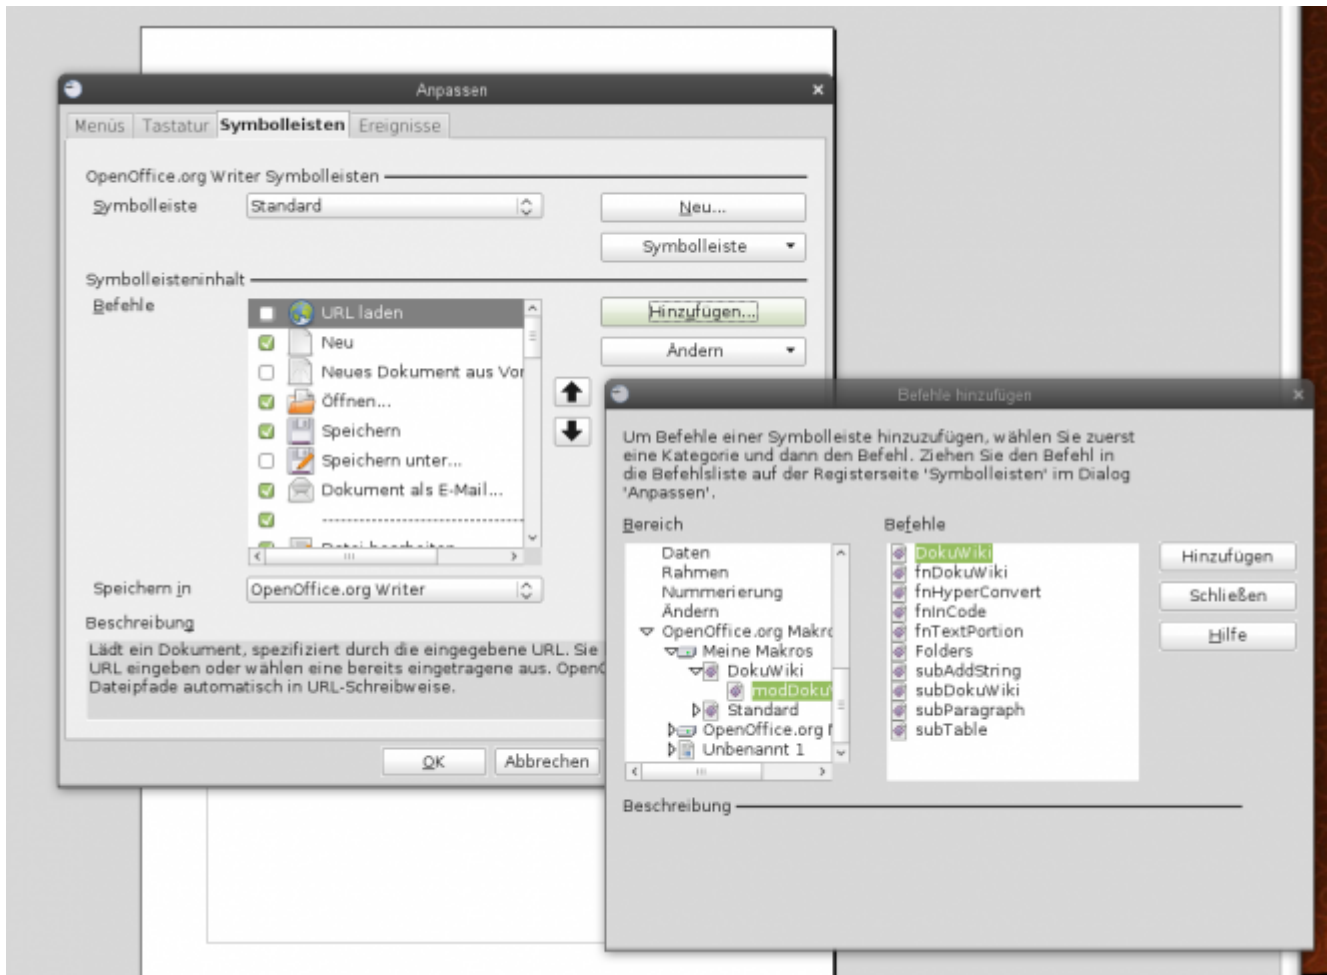 Anpassen
Menüs Tastatur Symbolleisten Ereignisse
OpenOffice.org Writer Symbolleisten
Symbolleiste Standard Neu...
Symbolleiste
Symbolleisteninhalt
Befehle
URL laden
Neu
Neues Dokument aus Vor
Öffnen...
Speichern
Speichern unter...
Dokument als E-Mail...
Datei bearbeiten
Hinzufügen...
Ändern
Speichern in OpenOffice.org Writer
Beschreibung
Lädt ein Dokument, spezifiziert durch die eingegebene URL. Sie
URL eingeben oder wählen eine bereits eingetragene aus. OpenO
Dateipfade automatisch in URL-Schreibweise.
OK Abbrechen
Befehle hinzufügen
Um Befehle einer Symbolleiste hinzuzufügen, wählen Sie zuerst
eine Kategorie und dann den Befehl. Ziehen Sie den Befehl in
die Befehlsliste auf der Registerseite 'Symbolleisten' im Dialog
'Anpassen'.
Bereich
Daten
Rahmen
Nummerierung
Ändern
OpenOffice.org Makro
Meine Makros
DokuWiki
modDokuW
Standard
OpenOffice.org M
Unbenannt 1
Befehle
DokuWiki
fnDokuWiki
fnHyperConvert
fnInCode
fnTextPortion
Folders
subAddString
subDokuWiki
subParagraph
subTable
Hinzufügen
Schließen
Hilfe
Beschreibung